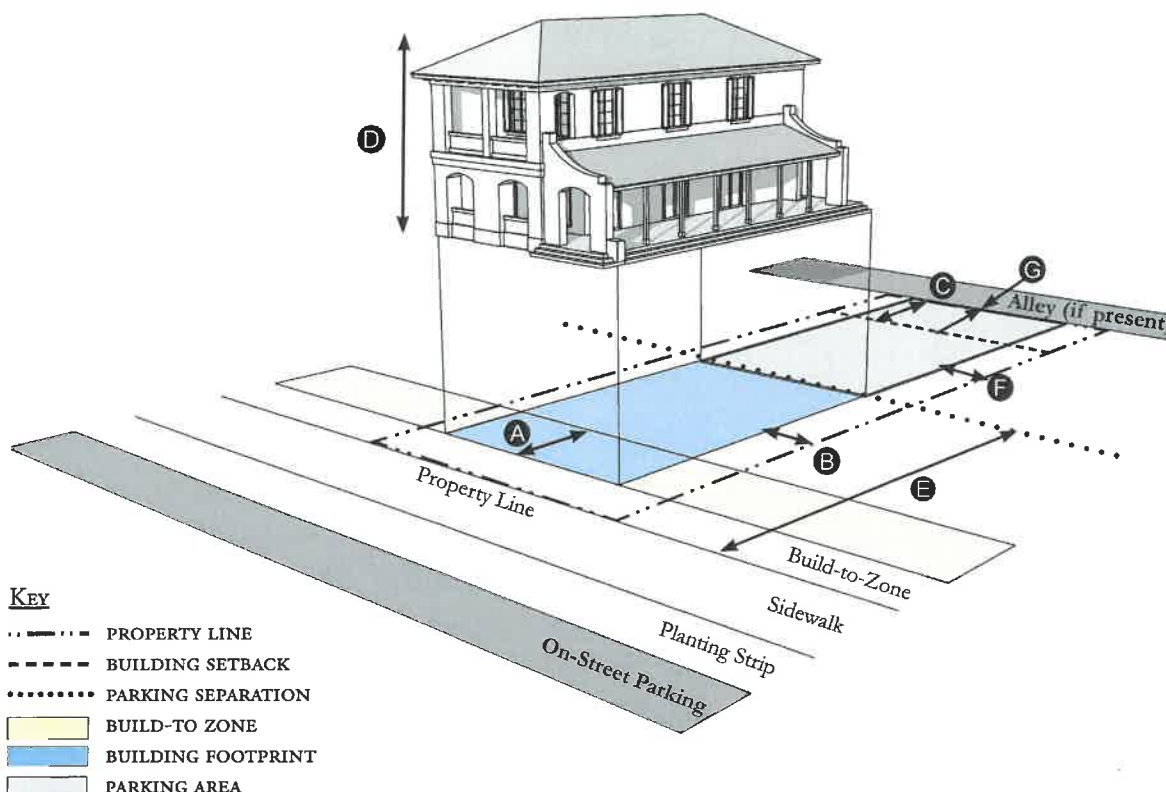 D
G
C
Alley (if present)
F
A
B
Property Line
E
Build-to-Zone
Sidewalk
Planting Strip
On-Street Parking
KEY
PROPERTY LINE
BUILDING SETBACK
PARKING SEPARATION
BUILD-TO ZONE
BUILDING FOOTPRINT
PARKING AREA